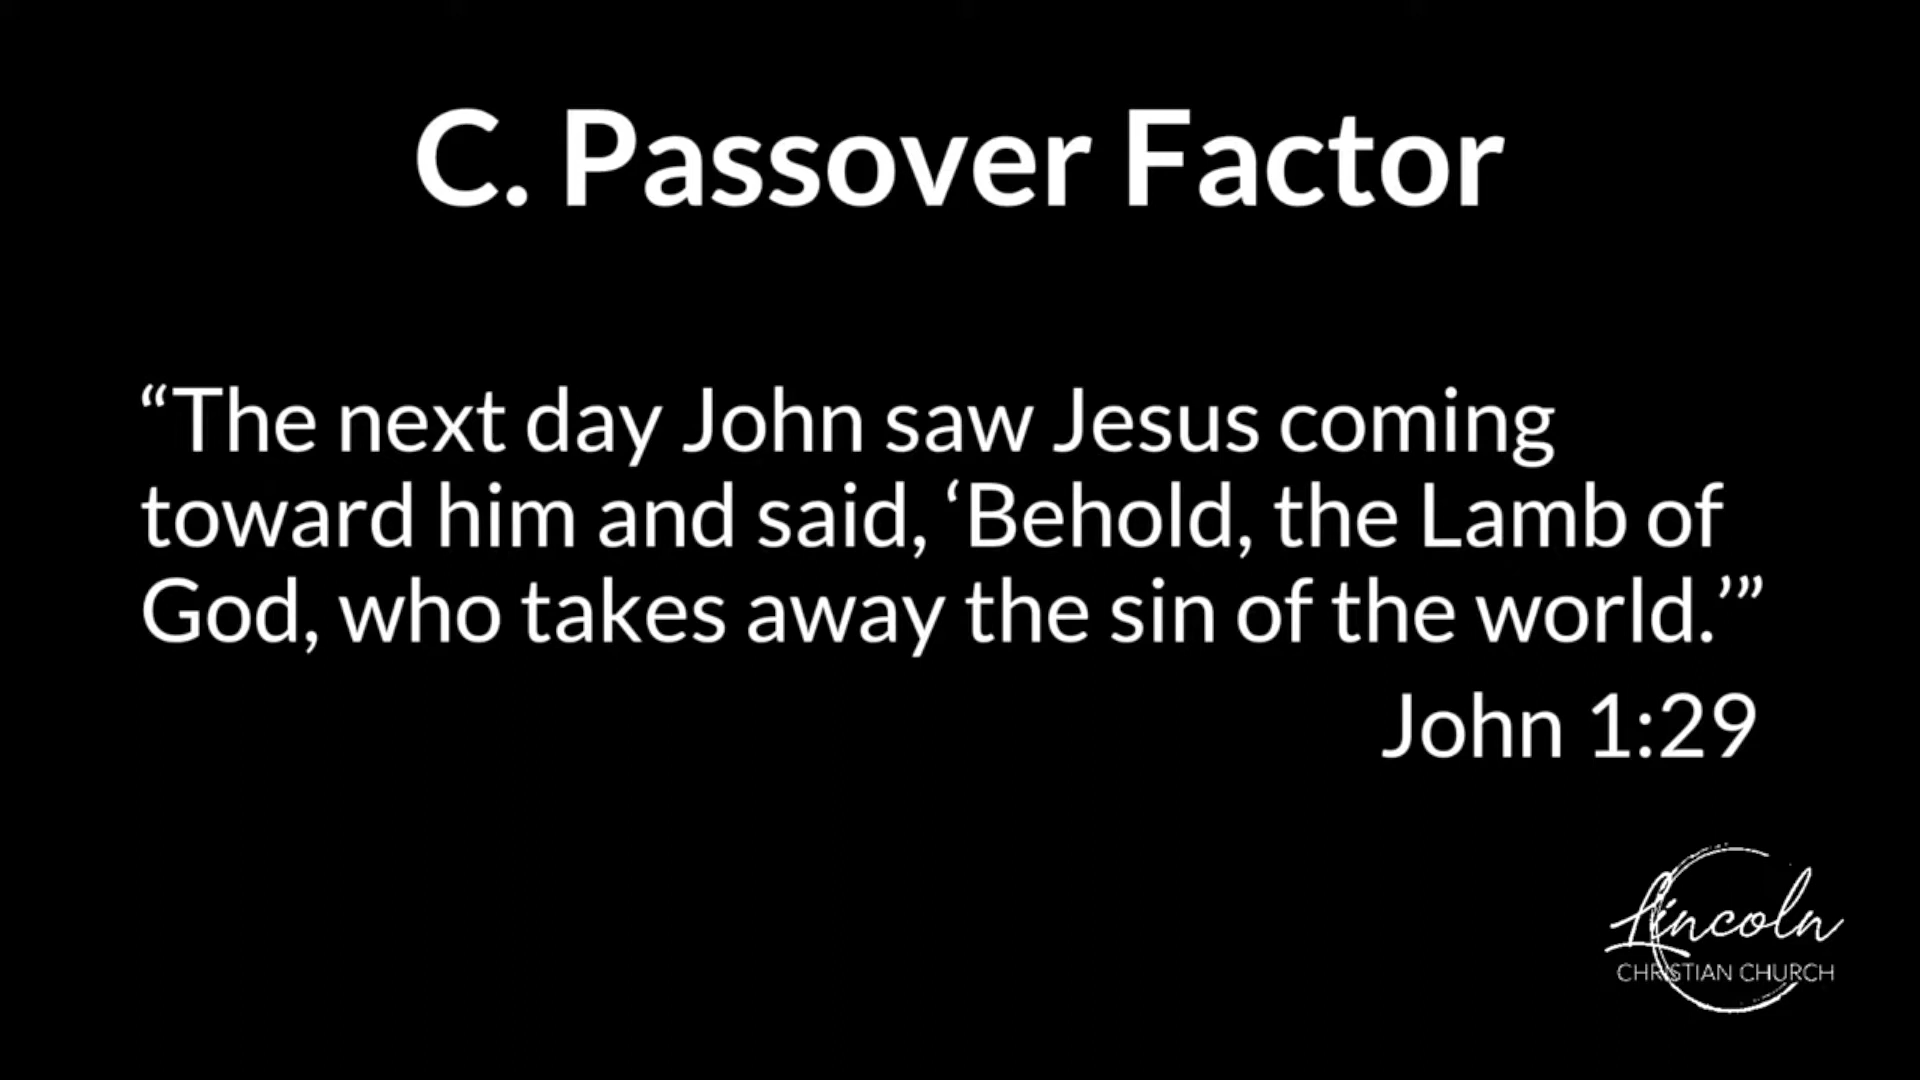 C. Passover Factor
“The next day John saw Jesus coming
toward him and said, ‘Behold, the Lamb of
God, who takes away the sin of the world.’”
John 1:29
Lincoln
CHRISTIAN CHURCH